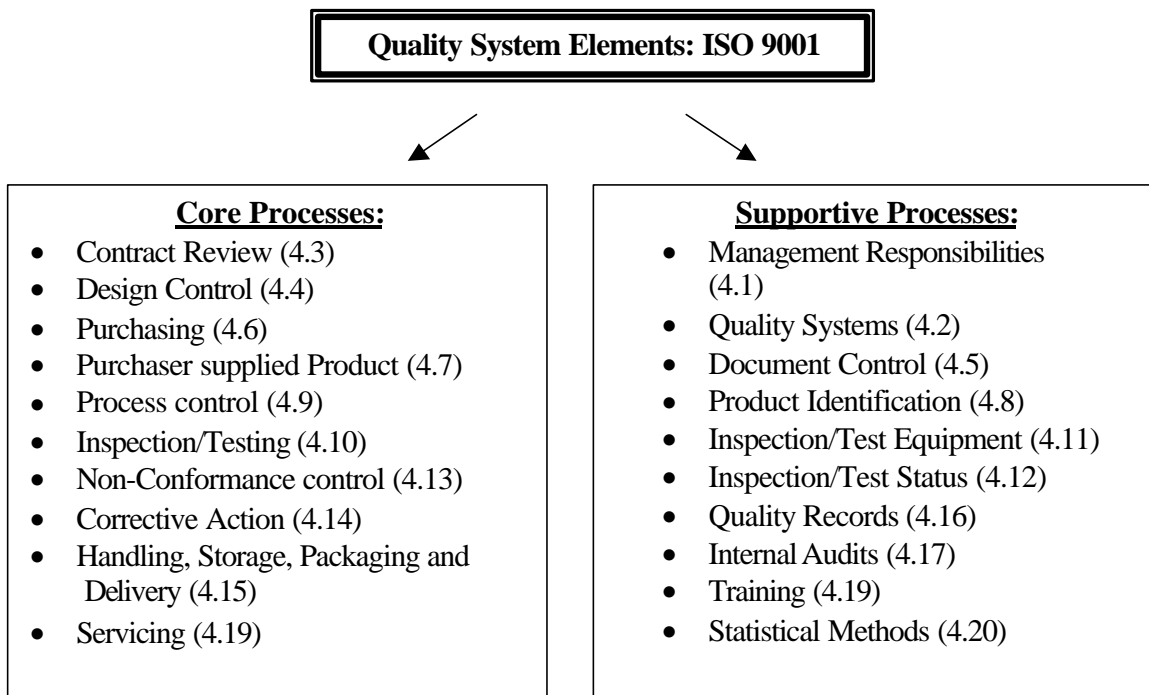 Quality System Elements: ISO 9001
Core Processes:
• Contract Review (4.3)
• Design Control (4.4)
• Purchasing (4.6)
• Purchaser supplied Product (4.7)
• Process control (4.9)
• Inspection/Testing (4.10)
• Non-Conformance control (4.13)
• Corrective Action (4.14)
• Handling, Storage, Packaging and
Delivery (4.15)
• Servicing (4.19)
Supportive Processes:
• Management Responsibilities
(4.1)
• Quality Systems (4.2)
• Document Control (4.5)
• Product Identification (4.8)
• Inspection/Test Equipment (4.11)
• Inspection/Test Status (4.12)
• Quality Records (4.16)
• Internal Audits (4.17)
• Training (4.19)
• Statistical Methods (4.20)